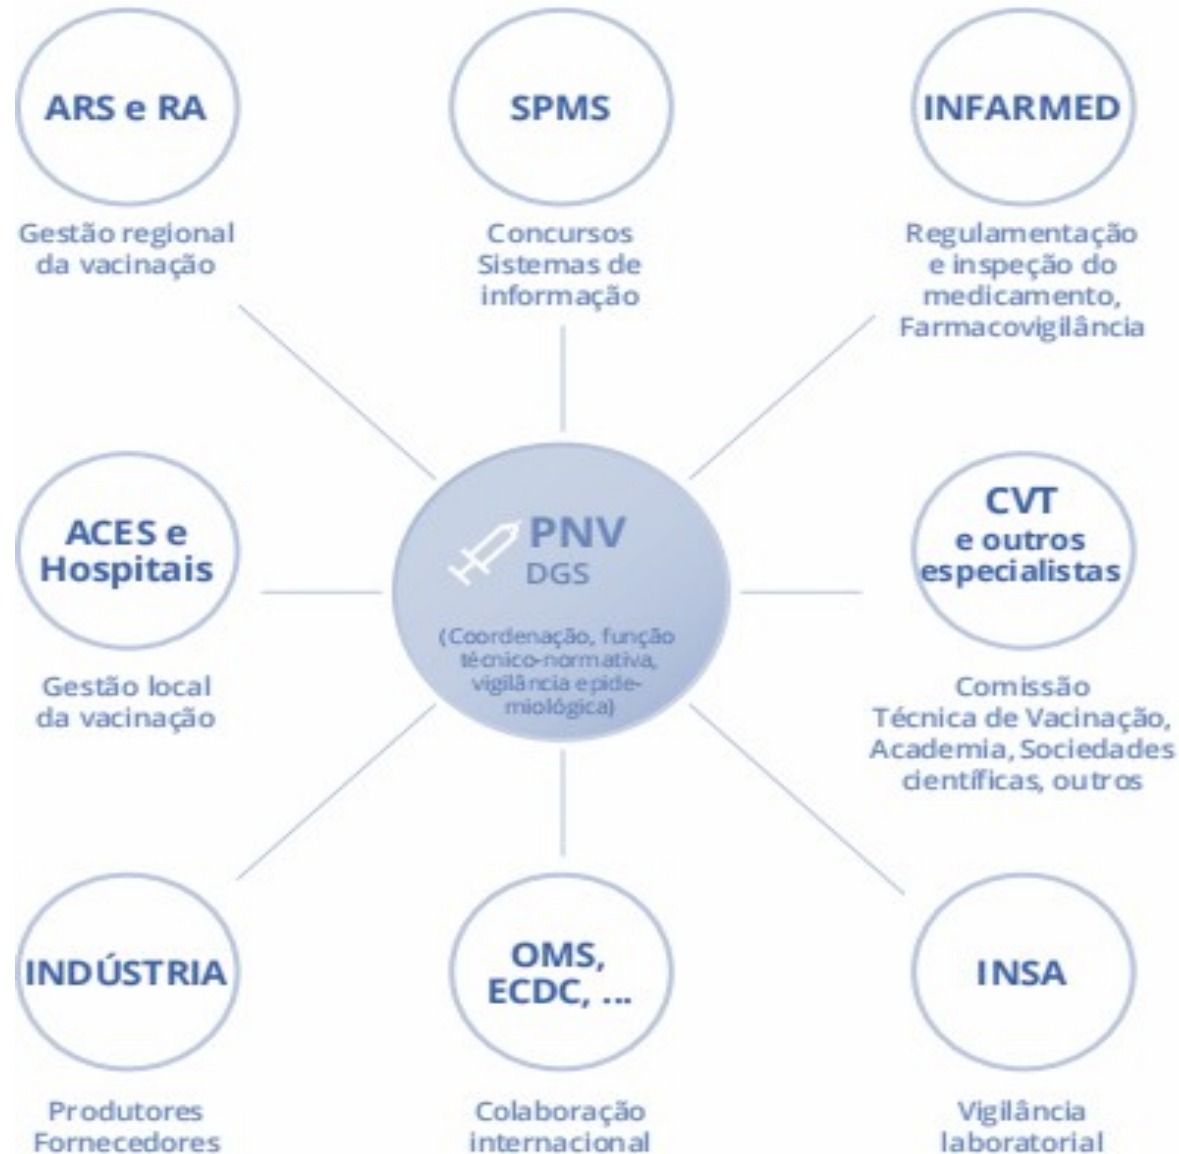 ARS e RA
Gestão regional
da vacinação
SPMS
Concursos
Sistemas de
informação
INFARMED
Regulamentação
e inspeção do
medicamento,
Farmacovigilância
ACES e
Hospitais
Gestão local
da vacinação
PNV
DGS
(Coordenação, função
técnico-normativa,
vigilância epide-
miológica)
CVT
e outros
especialistas
Comissão
Técnica de Vacinação,
Academia, Sociedades
científicas, outros
INDÚSTRIA
Produtores
Fornecedores
OMS,
ECDC, ...
Colaboração
internacional
INSA
Vigilância
laboratorial